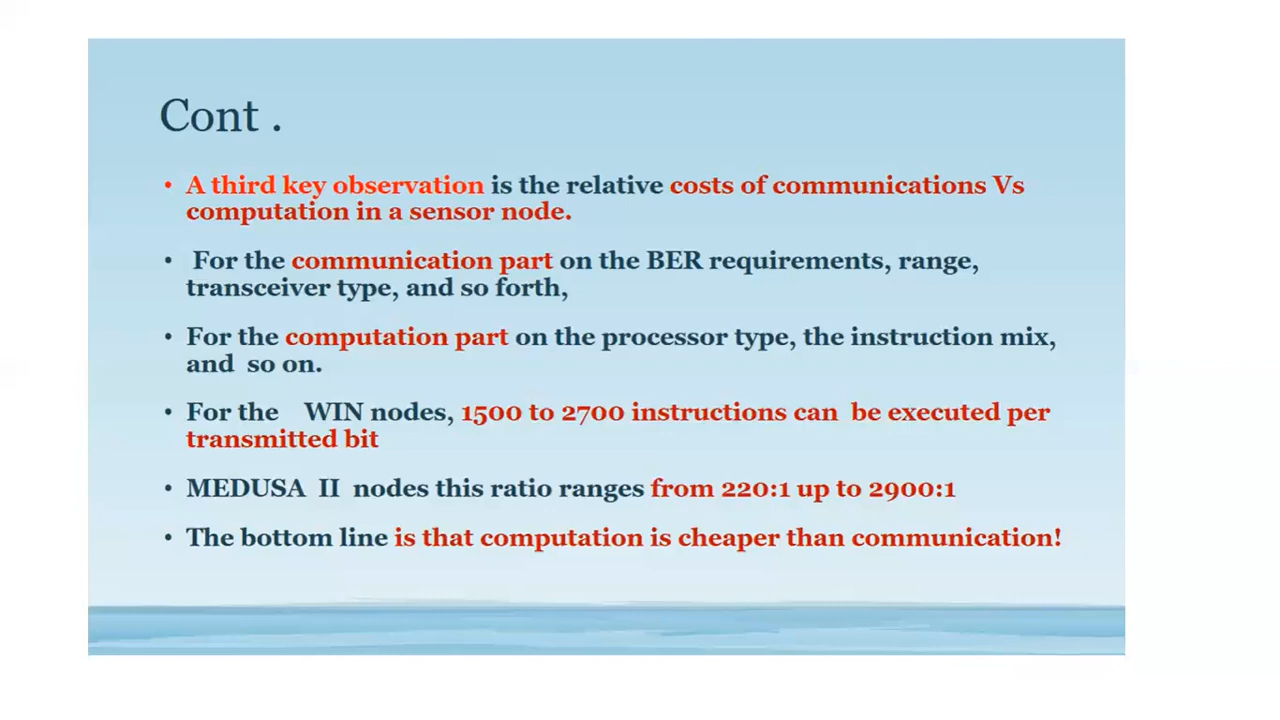 Cont .
• A third key observation is the relative costs of communications Vs
computation in a sensor node.
• For the communication part on the BER requirements, range,
transceiver type, and so forth,
• For the computation part on the processor type, the instruction mix,
and so on.
• For the WIN nodes, 1500 to 2700 instructions can be executed per
transmitted bit
• MEDUSA II nodes this ratio ranges from 220:1 up to 2900:1
• The bottom line is that computation is cheaper than communication!